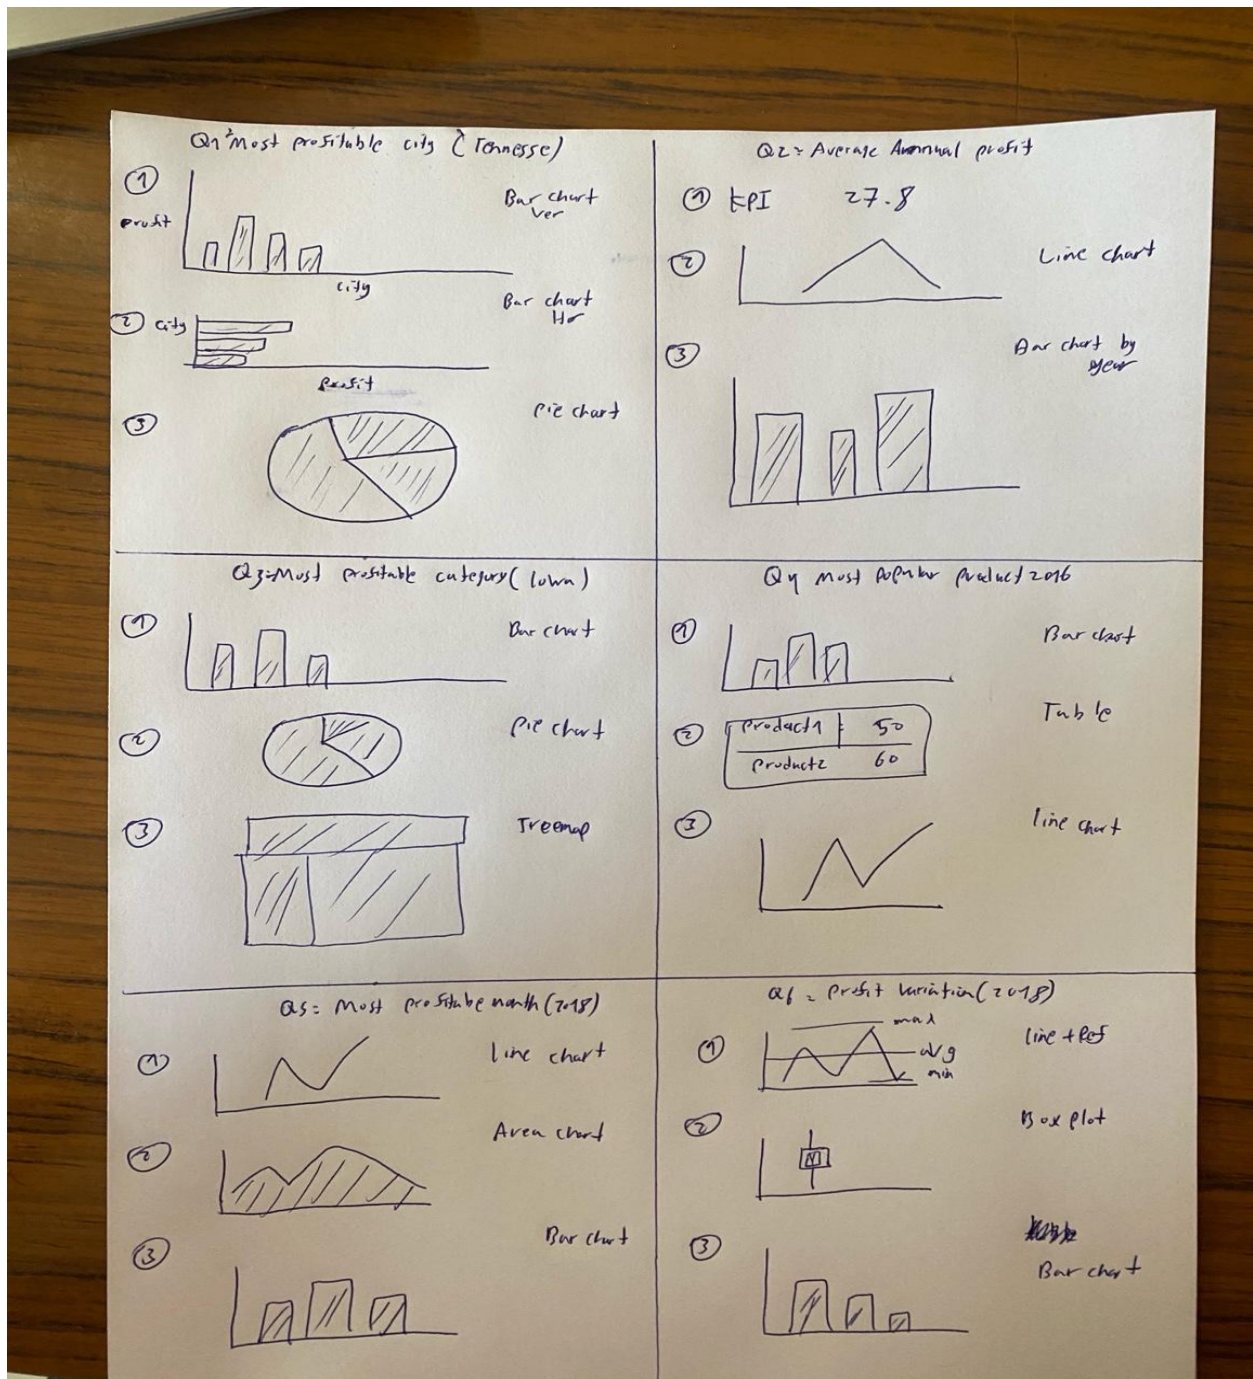 Q1: Most profitable city (Tennesse)
1
Profit
Bar chart
Ver
city
2 city
Bar chart
Hor
Profit
3
Pie chart
Q2= Average Annual profit
1 KPI 27.8
2
Line chart
3
Bar chart by
year
Q3=Most profitable category (Iowa)
1
Bar chart
2
Pie chart
3
Treemap
Q4 most popular product 2016
1
Bar chart
2
Table
Product1 50
Product2 60
3
line chart
Q5= Most profitabe month (2018)
1
line chart
2
Area chart
3
Bar chart
Q6= Profit variation (2018)
1
max
avg
min
line + Ref
2
Box plot
3
Bar chart